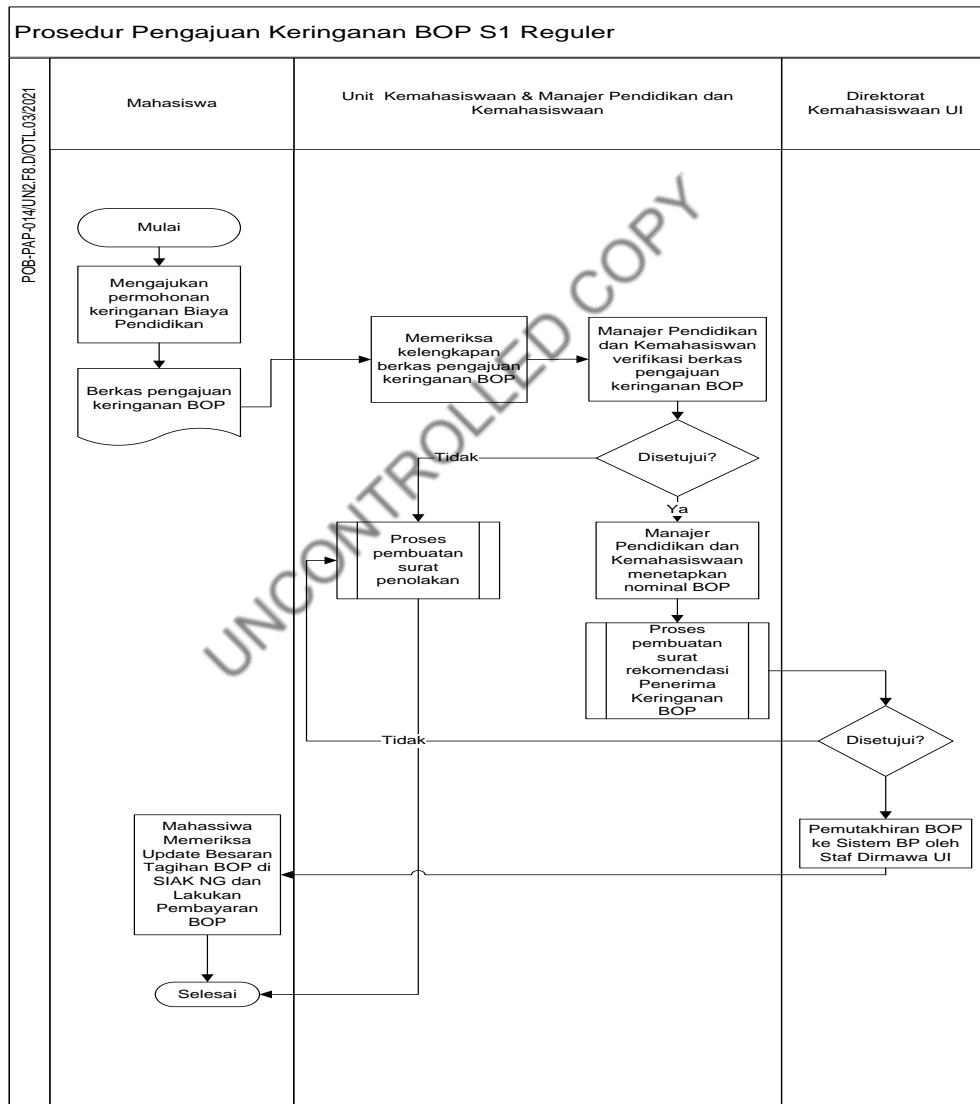 Prosedur Pengajuan Keringanan BOP S1 Reguler
POB-PAP-014/UN2.F8.D/OTL.03/2021
Mahasiswa
Unit Kemahasiswaan & Manajer Pendidikan dan
Kemahasiswaan
Direktorat
Kemahasiswaan UI
Mulai
Mengajukan
permohonan
keringanan Biaya
Pendidikan
Berkas pengajuan
keringanan BOP
Memeriksa
kelengkapan
berkas pengajuan
keringanan BOP
Manajer Pendidikan
dan Kemahasiswan
verifikasi berkas
pengajuan
keringanan BOP
Disetujui?
Tidak
Ya
Proses
pembuatan
surat
penolakan
Manajer
Pendidikan dan
Kemahasiswaan
menetapkan
nominal BOP
Proses
pembuatan
surat
rekomendasi
Penerima
Keringanan
BOP
Disetujui?
Tidak
Pemutakhiran BOP
ke Sistem BP oleh
Staf Dirmawa UI
Mahassiwa
Memeriksa
Update Besaran
Tagihan BOP di
SIAK NG dan
Lakukan
Pembayaran
BOP
Selesai
UNCONTROLLED COPY